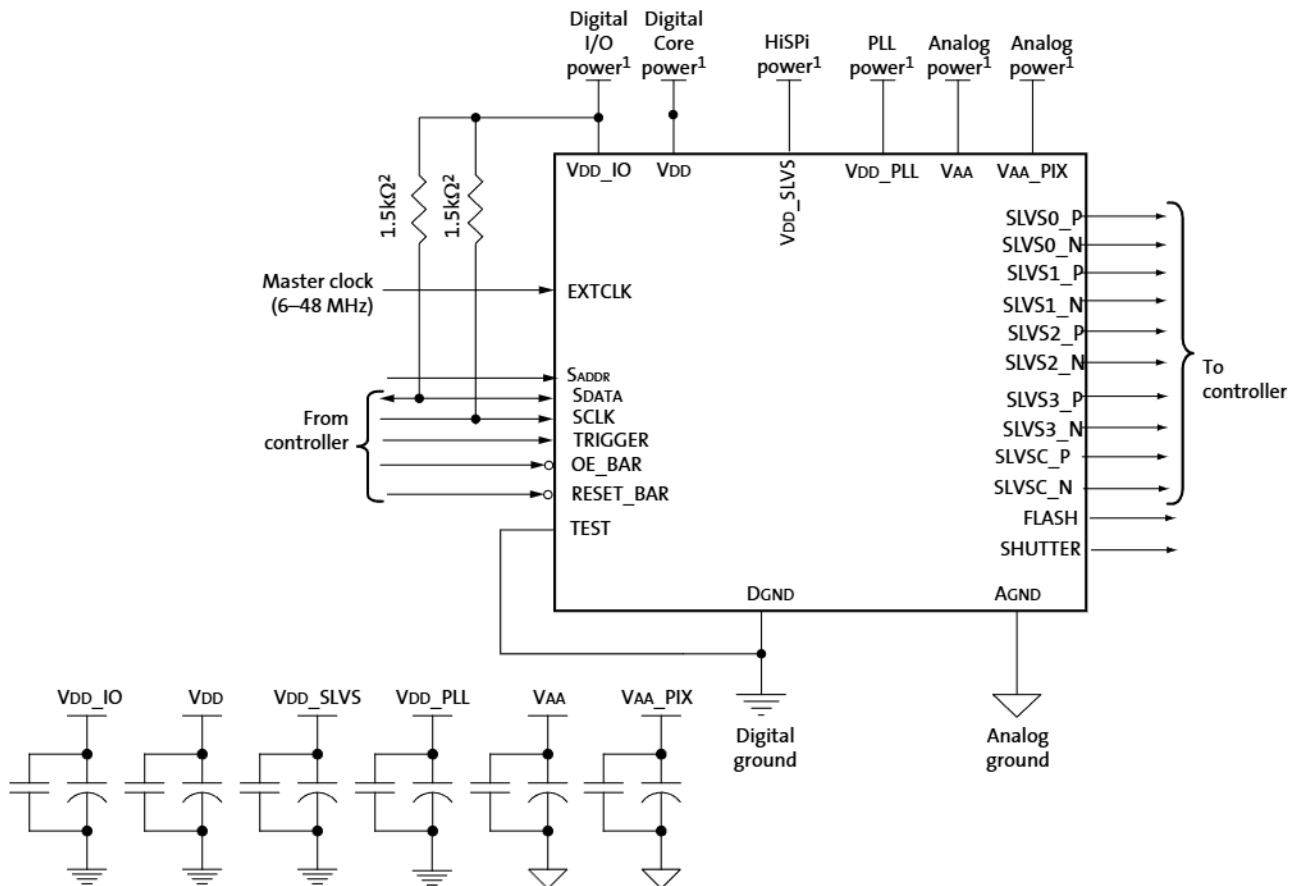 Digital
I/O
power1
Digital
Core
power1
HiSPi
power1
PLL
power1
Analog
power1
Analog
power1
VDD_IO
VDD
VDD_SLVS
VDD_PLL
VAA
VAA_PIX
1.5kΩ2
1.5kΩ2
Master clock
(6–48 MHz)
EXTCLK
SADDR
SDATA
SCLK
TRIGGER
OE_BAR
RESET_BAR
TEST
From
controller
SLVS0_P
SLVS0_N
SLVS1_P
SLVS1_N
SLVS2_P
SLVS2_N
SLVS3_P
SLVS3_N
SLVSC_P
SLVSC_N
FLASH
SHUTTER
To
controller
DGND
AGND
Digital
ground
Analog
ground
VDD_IO
VDD
VDD_SLVS
VDD_PLL
VAA
VAA_PIX